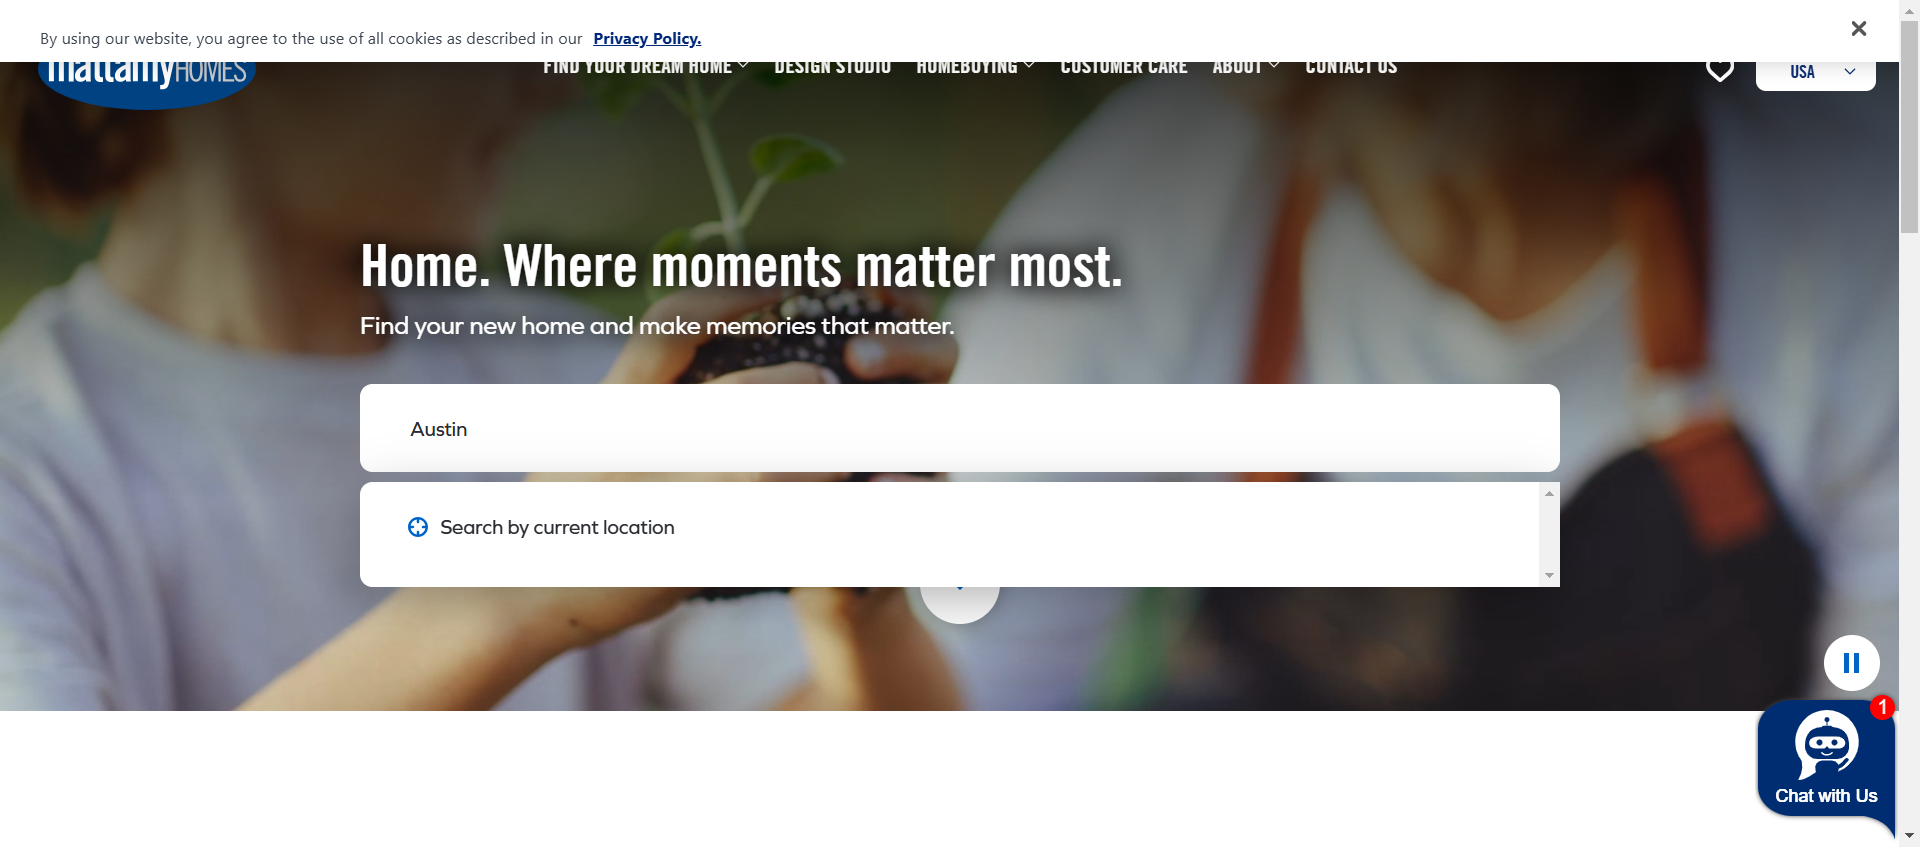 By using our website, you agree to the use of all cookies as described in our Privacy Policy.
mattamyHOMES
FIND YOUR DREAM HOME
DESIGN STUDIO
HOMEBUYING
CUSTOMER CARE
ABOUT
CONTACT US
USA
Home. Where moments matter most.
Find your new home and make memories that matter.
Austin
Search by current location
1
Chat with Us